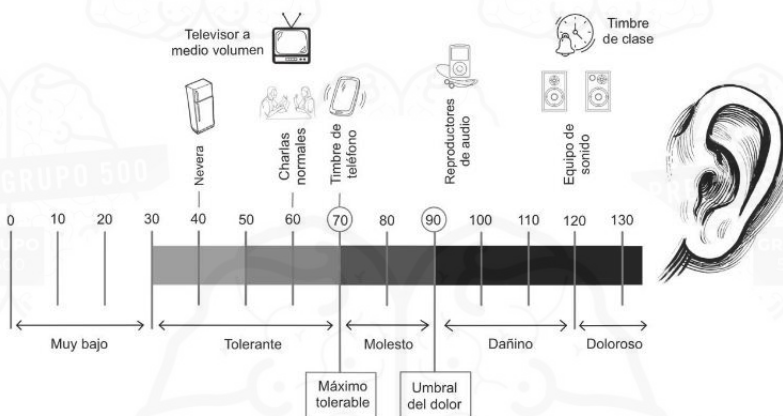 Televisor a
medio volumen
Timbre
de clase
Nevera
Charlas
normales
Timbre de
teléfono
Reproductores
de audio
Equipo de
sonido
GRUPO 500
0 10 20 30 40 50 60 70 80 90 100 110 120 130
Muy bajo
Tolerante
Molesto
Dañino
Doloroso
Máximo
tolerable
Umbral
del dolor